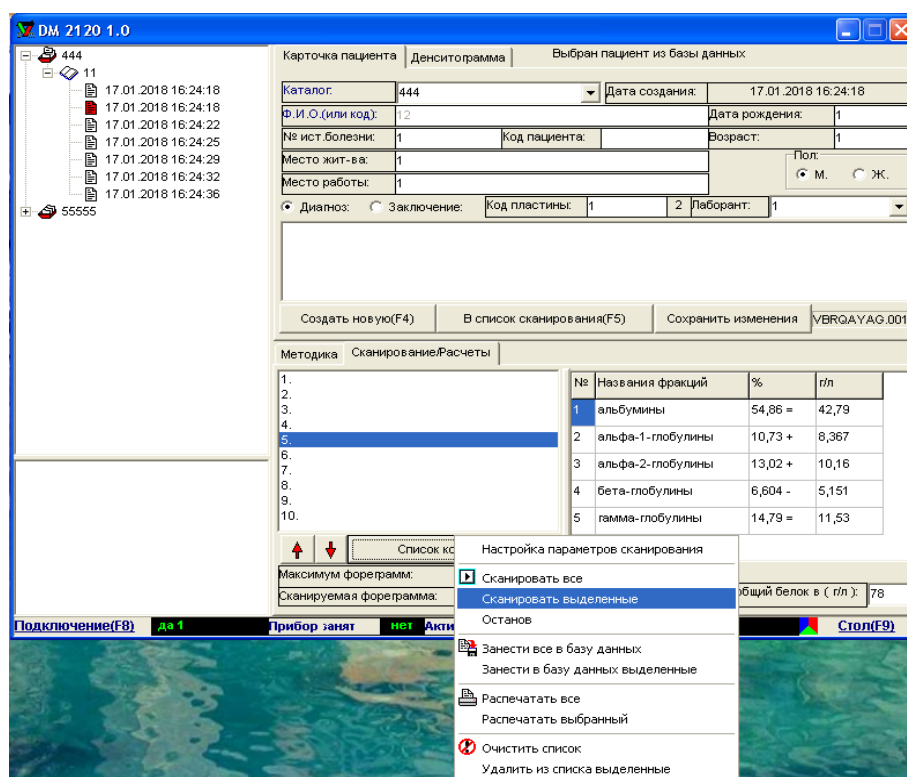 DM 2120 1.0
444
11
17.01.2018 16:24:18
17.01.2018 16:24:18
17.01.2018 16:24:22
17.01.2018 16:24:25
17.01.2018 16:24:29
17.01.2018 16:24:32
17.01.2018 16:24:36
55555
Карточка пациента Денситограмма Выбран пациент из базы данных
Каталог: 444 Дата создания: 17.01.2018 16:24:18
Ф.И.О.(или код): 12 Дата рождения: 1
№ ист.болезни: 1 Код пациента: Возраст: 1
Место жит-ва: 1 Пол:
М. Ж.
Место работы: 1
Диагноз: Заключение: Код пластины: 1 2 Лаборант: 1
Создать новую(F4) В список сканирования(F5) Сохранить изменения VBRQAYAG.001
Методика Сканирование/Расчеты
1.
2.
3.
4.
5.
6.
7.
8.
9.
10.
№ Названия фракций % г/л
1 альбумины 54,86 = 42,79
2 альфа-1-глобулины 10,73 + 8,367
3 альфа-2-глобулины 13,02 + 10,16
4 бета-глобулины 6,604 - 5,151
5 гамма-глобулины 14,79 = 11,53
Список
Максимум фореграмм:
Сканируемая фореграмма:
общий белок в ( г/л ): 78
Настройка параметров сканирования
Сканировать все
Сканировать выделенные
Останов
Занести все в базу данных
Занести в базу данных выделенные
Распечатать все
Распечатать выбранный
Очистить список
Удалить из списка выделенные
Подключение(F8) да 1 Прибор занят нет Стол(F9)